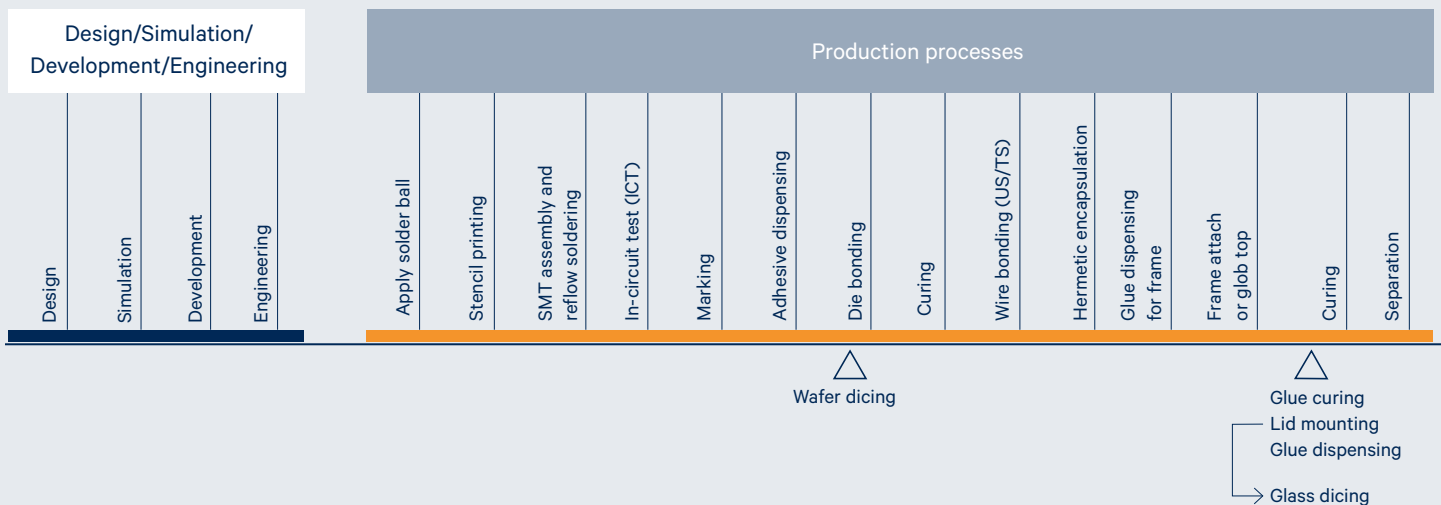 Design/Simulation/
Development/Engineering
Production processes
Design
Simulation
Development
Engineering
Apply solder ball
Stencil printing
SMT assembly and
reflow soldering
In-circuit test (ICT)
Marking
Adhesive dispensing
Die bonding
Curing
Wire bonding (US/TS)
Hermetic encapsulation
Glue dispensing
for frame
Frame attach
or glob top
Curing
Separation
Wafer dicing
Glue curing
Lid mounting
Glue dispensing
Glass dicing